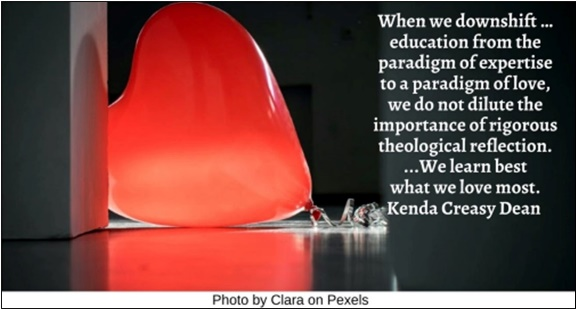 When we downshift ...
education from the
paradigm of expertise
to a paradigm of love,
we do not dilute the
importance of rigorous
theological reflection.
...We learn best
what we love most.
Kenda Creasy Dean
Photo by Clara on Pexels